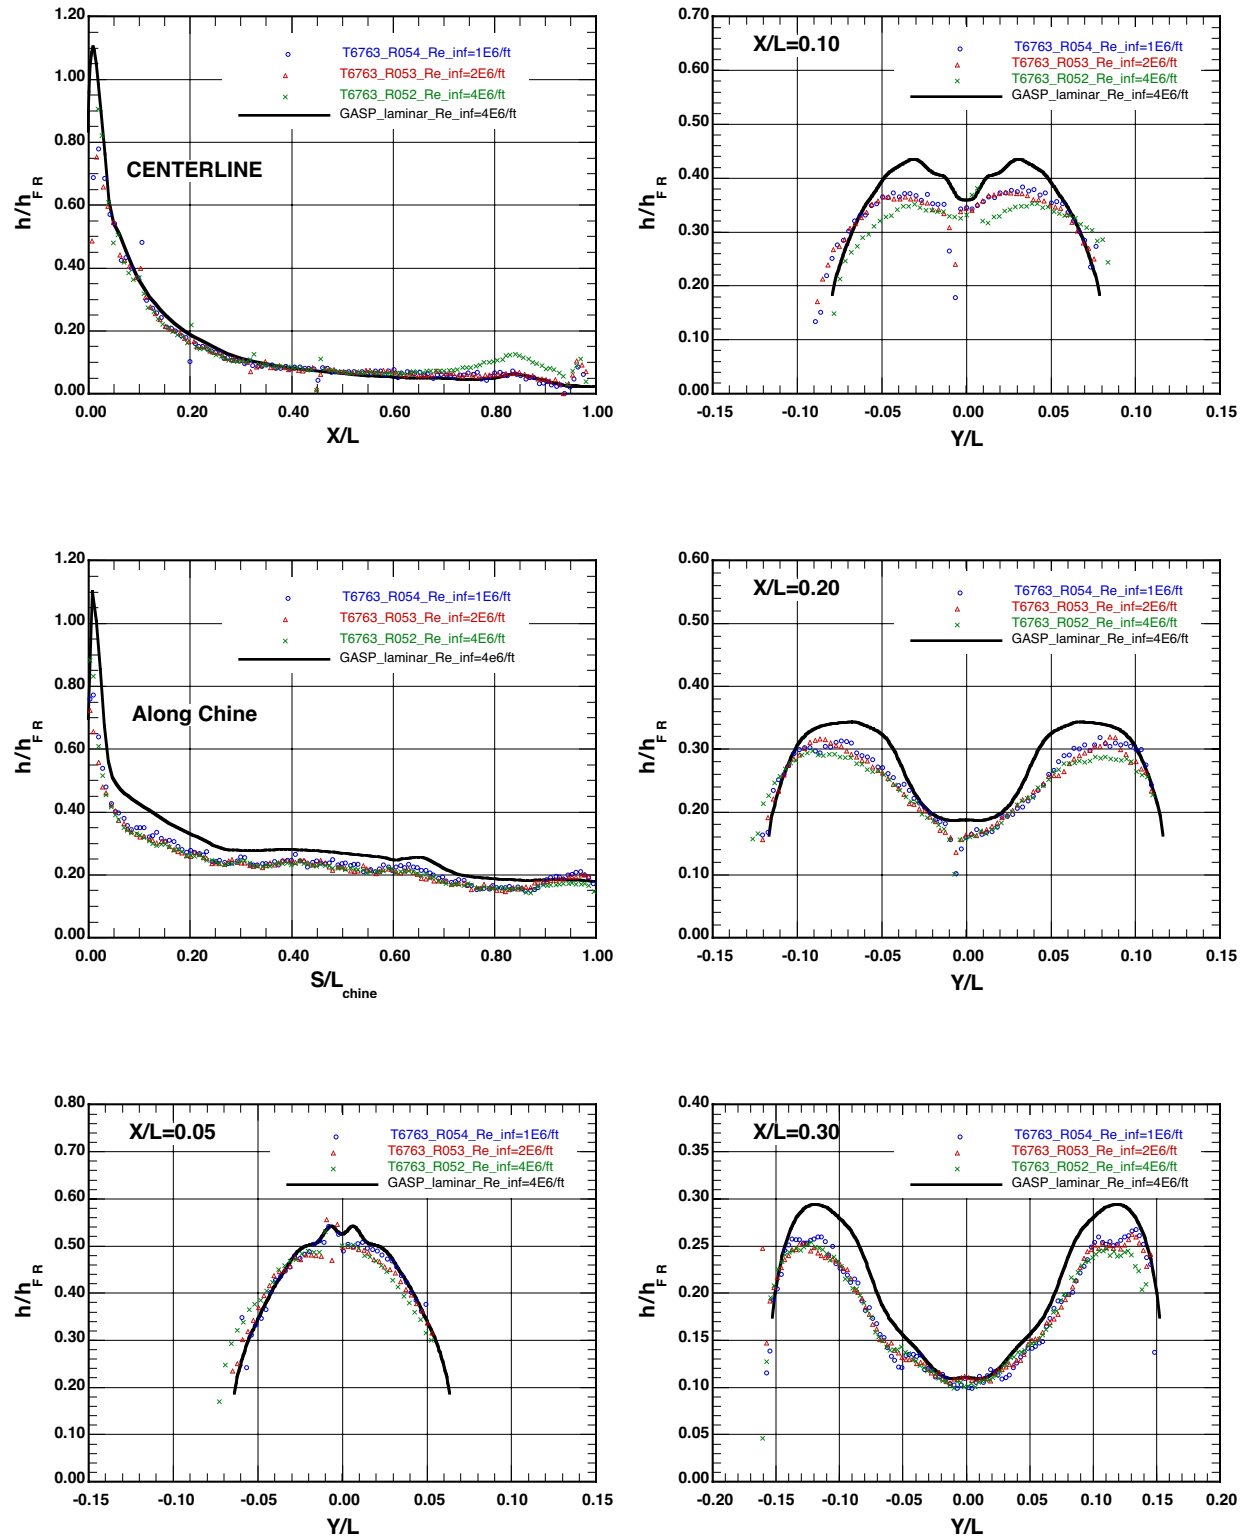 1.20
1.00
0.80
0.60
0.40
0.20
0.00
0.00 0.20 0.40 0.60 0.80 1.00
h/hFR
X/L
CENTERLINE
T6763_R054_Re_inf=1E6/ft
T6763_R053_Re_inf=2E6/ft
T6763_R052_Re_inf=4E6/ft
GASP_laminar_Re_inf=4E6/ft
0.70
0.60
0.50
0.40
0.30
0.20
0.10
0.00
-0.15 -0.10 -0.05 0.00 0.05 0.10 0.15
h/hFR
Y/L
X/L=0.10
T6763_R054_Re_inf=1E6/ft
T6763_R053_Re_inf=2E6/ft
T6763_R052_Re_inf=4E6/ft
GASP_laminar_Re_inf=4E6/ft
1.20
1.00
0.80
0.60
0.40
0.20
0.00
0.00 0.20 0.40 0.60 0.80 1.00
h/hFR
S/Lchine
Along Chine
T6763_R054_Re_inf=1E6/ft
T6763_R053_Re_inf=2E6/ft
T6763_R052_Re_inf=4E6/ft
GASP_laminar_Re_inf=4e6/ft
0.60
0.50
0.40
0.30
0.20
0.10
0.00
-0.15 -0.10 -0.05 0.00 0.05 0.10 0.15
h/hFR
Y/L
X/L=0.20
T6763_R054_Re_inf=1E6/ft
T6763_R053_Re_inf=2E6/ft
T6763_R052_Re_inf=4E6/ft
GASP_laminar_Re_inf=4E6/ft
0.80
0.70
0.60
0.50
0.40
0.30
0.20
0.10
0.00
-0.15 -0.10 -0.05 0.00 0.05 0.10 0.15
h/hFR
Y/L
X/L=0.05
T6763_R054_Re_inf=1E6/ft
T6763_R053_Re_inf=2E6/ft
T6763_R052_Re_inf=4E6/ft
GASP_laminar_Re_inf=4E6/ft
0.40
0.35
0.30
0.25
0.20
0.15
0.10
0.05
0.00
-0.20 -0.15 -0.10 -0.05 0.00 0.05 0.10 0.15 0.20
h/hFR
Y/L
X/L=0.30
T6763_R054_Re_inf=1E6/ft
T6763_R053_Re_inf=2E6/ft
T6763_R052_Re_inf=4E6/ft
GASP_laminar_Re_inf=4E6/ft